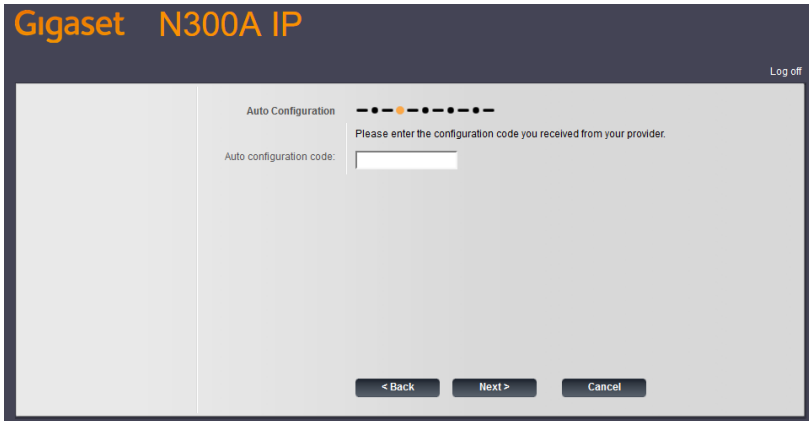 Gigaset N300A IP
Log off
Auto Configuration
Please enter the configuration code you received from your provider.
Auto configuration code:
< Back Next > Cancel